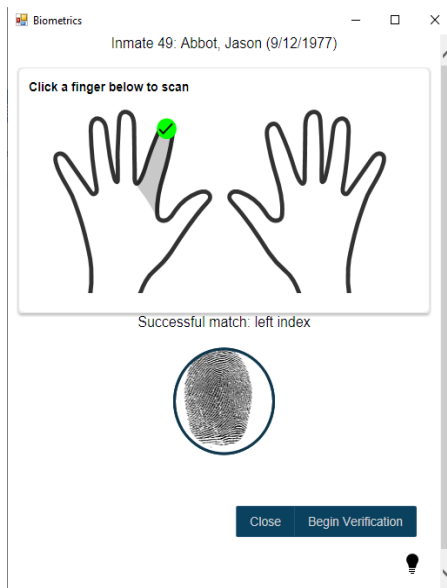 Biometrics
Inmate 49: Abbot, Jason (9/12/1977)
Click a finger below to scan
Successful match: left index
Close
Begin Verification